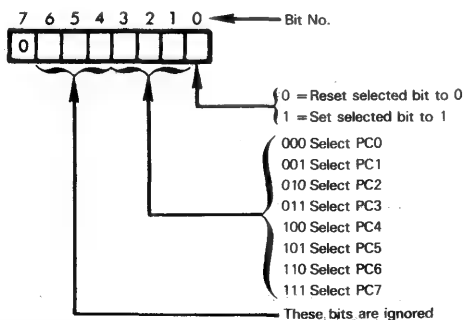 7 6 5 4 3 2 1 0 Bit No.
0
0 = Reset selected bit to 0
1 = Set selected bit to 1
000 Select PC0
001 Select PC1
010 Select PC2
011 Select PC3
100 Select PC4
101 Select PC5
110 Select PC6
111 Select PC7
These bits are ignored